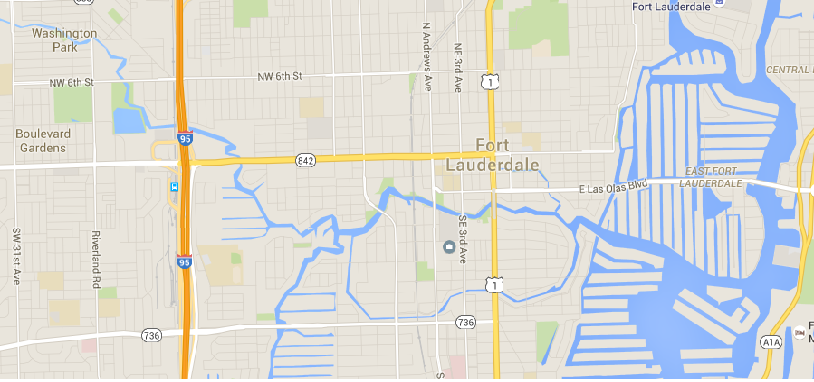 Fort Lauderdale
Washington
Park
NW 6th St
NW 6th St
N Andrews Ave
NE 3rd Ave
1
CENTRAL
95
Boulevard
Gardens
842
Fort
Lauderdale
EAST FORT
LAUDERDALE
E Las Olas Blvd
SW 31st Ave
Riverland Rd
SE 3rd Ave
95
1
736
736
A1A